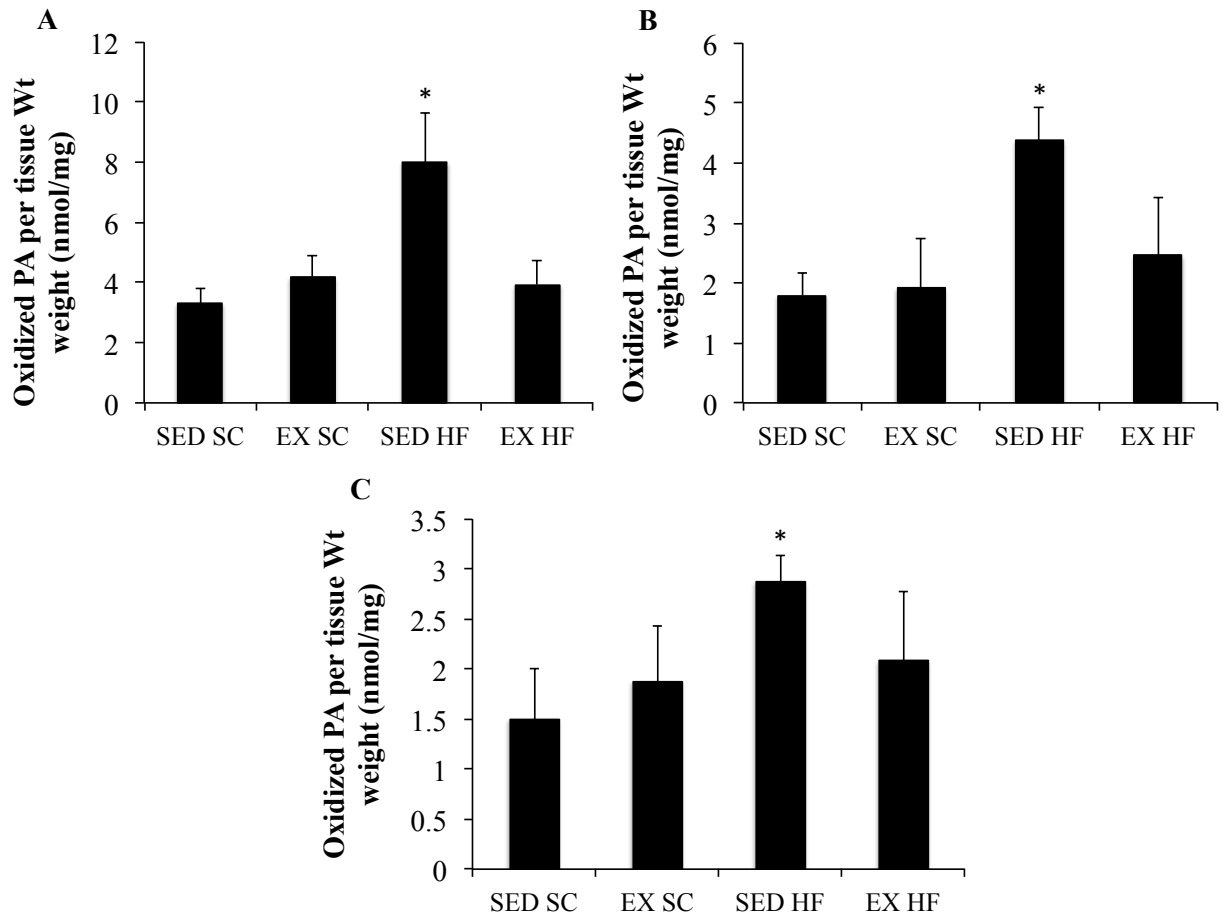 A
Oxidized PA per tissue Wt
weight (nmol/mg)
12
10
8
6
4
2
0
*
SED SC EX SC SED HF EX HF
B
Oxidized PA per tissue Wt
weight (nmol/mg)
6
5
4
3
2
1
0
*
SED SC EX SC SED HF EX HF
C
Oxidized PA per tissue Wt
weight (nmol/mg)
3.5
3
2.5
2
1.5
1
0.5
0
*
SED SC EX SC SED HF EX HF